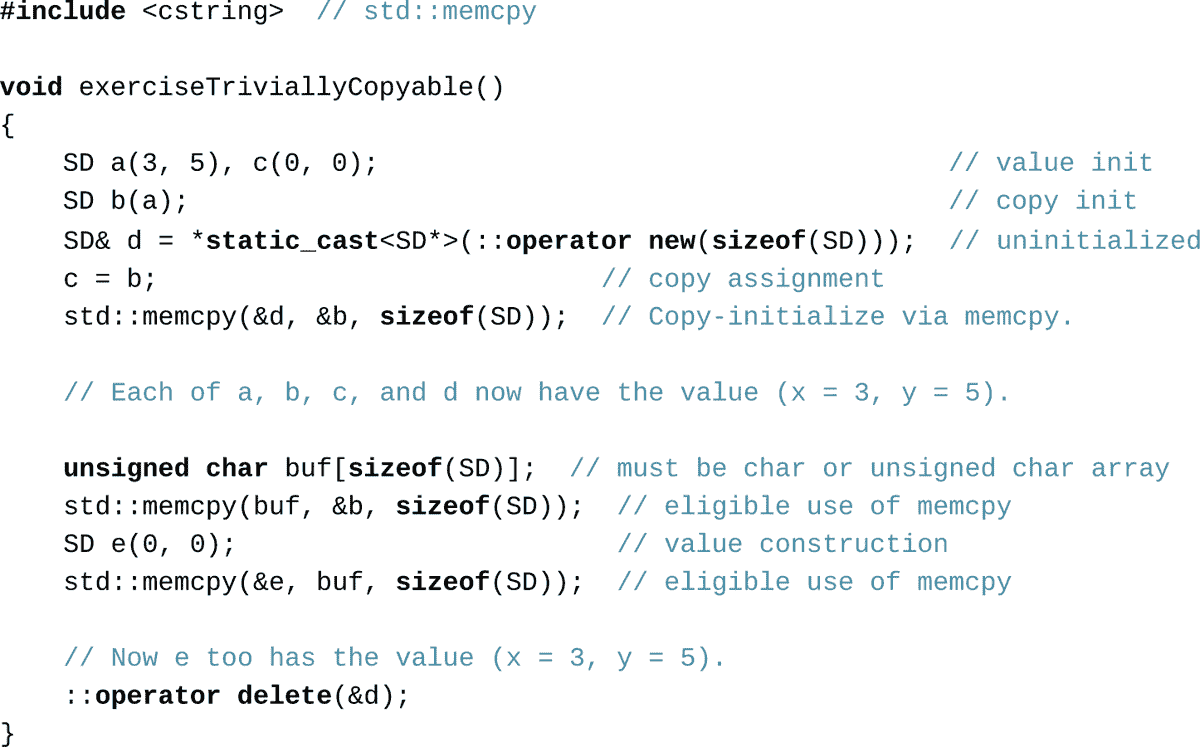 #include <cstring>  // std::memcpy

void exerciseTriviallyCopyable()
{
    SD a(3, 5), c(0, 0);                                    // value init
    SD b(a);                                                // copy init
    SD& d = *static_cast<SD*>(::operator new(sizeof(SD)));  // uninitialized
    c = b;                            // copy assignment
    std::memcpy(&d, &b, sizeof(SD));  // Copy-initialize via memcpy.

    // Each of a, b, c, and d now have the value (x = 3, y = 5).

    unsigned char buf[sizeof(SD)];  // must be char or unsigned char array
    std::memcpy(buf, &b, sizeof(SD));  // eligible use of memcpy
    SD e(0, 0);                        // value construction
    std::memcpy(&e, buf, sizeof(SD));  // eligible use of memcpy

    // Now e too has the value (x = 3, y = 5).
    ::operator delete(&d);
}